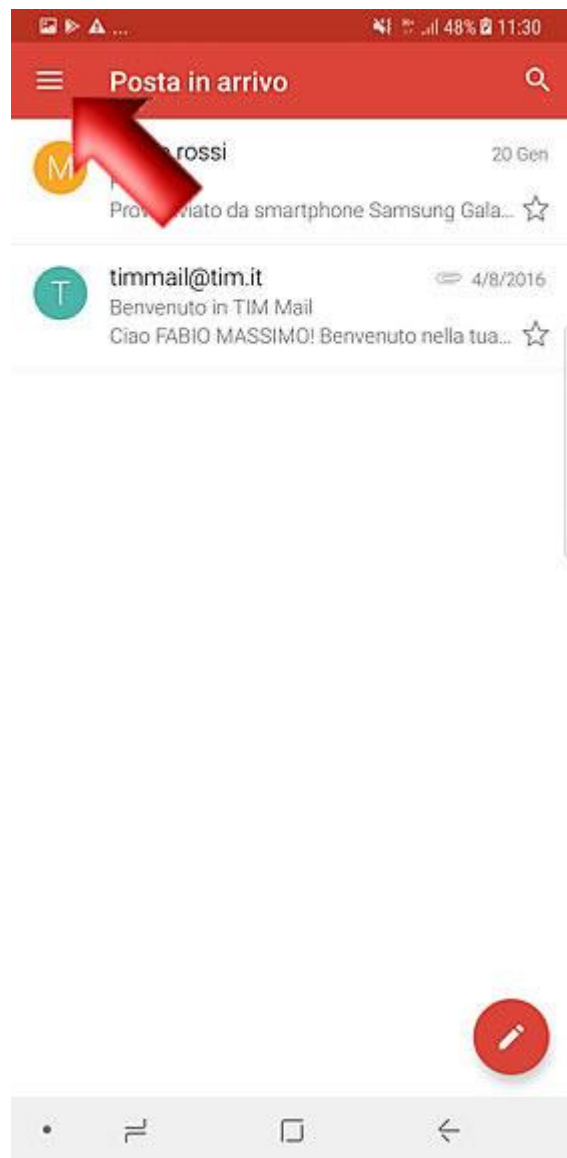 ... 48% 11:30
Posta in arrivo
M rossi 20 Gen
da smartphone Samsung Gala...
T timmail@tim.it 4/8/2016
Benvenuto in TIM Mail
Ciao FABIO MASSIMO! Benvenuto nella tua...